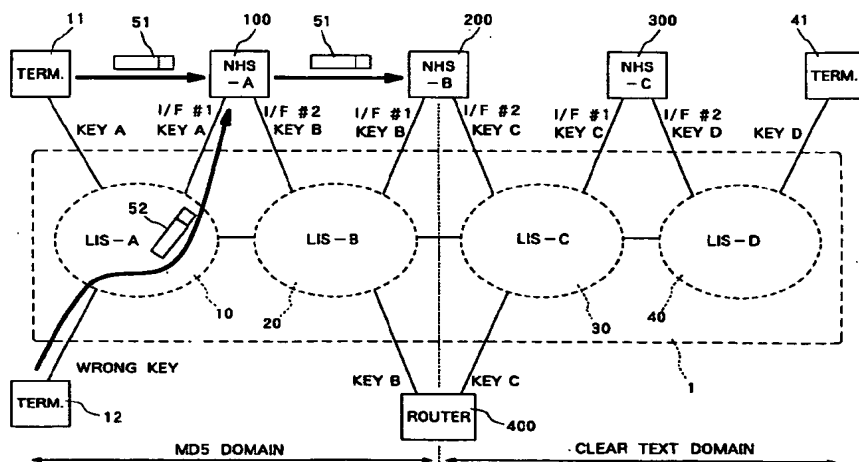 11
51
100
51
200
300
41
TERM.
NHS
-A
NHS
-B
NHS
-C
TERM.
I/F #1
KEY A
I/F #2
KEY B
I/F #1
KEY B
I/F #2
KEY C
I/F #1
KEY C
I/F #2
KEY D
KEY A
KEY D
52
LIS-A
LIS-B
LIS-C
LIS-D
10
20
30
40
1
WRONG KEY
KEY B
KEY C
TERM.
12
ROUTER
400
MD5 DOMAIN
CLEAR TEXT DOMAIN